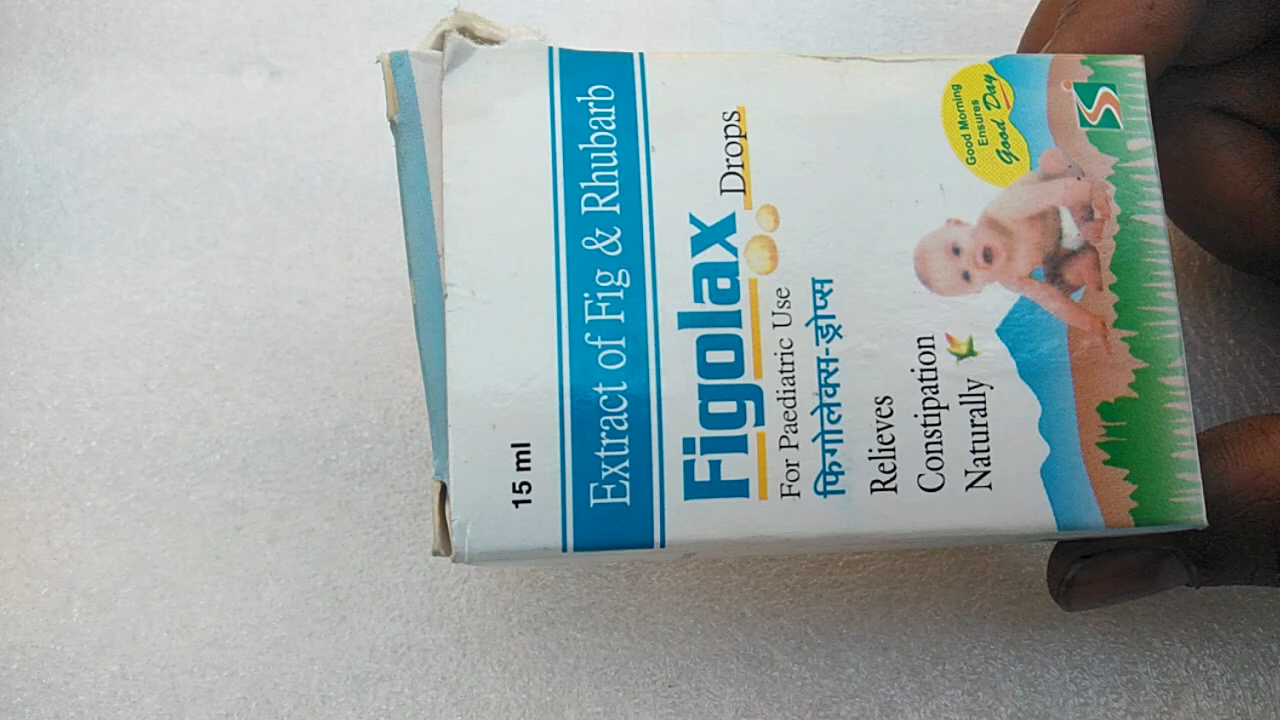 15 ml
Extract of Fig & Rhubarb
Figolax Drops
For Paediatric Use
फिगोलेक्स-ड्रोप्स
Relieves
Constipation
Naturally
Good Morning
Ensures
Good Day